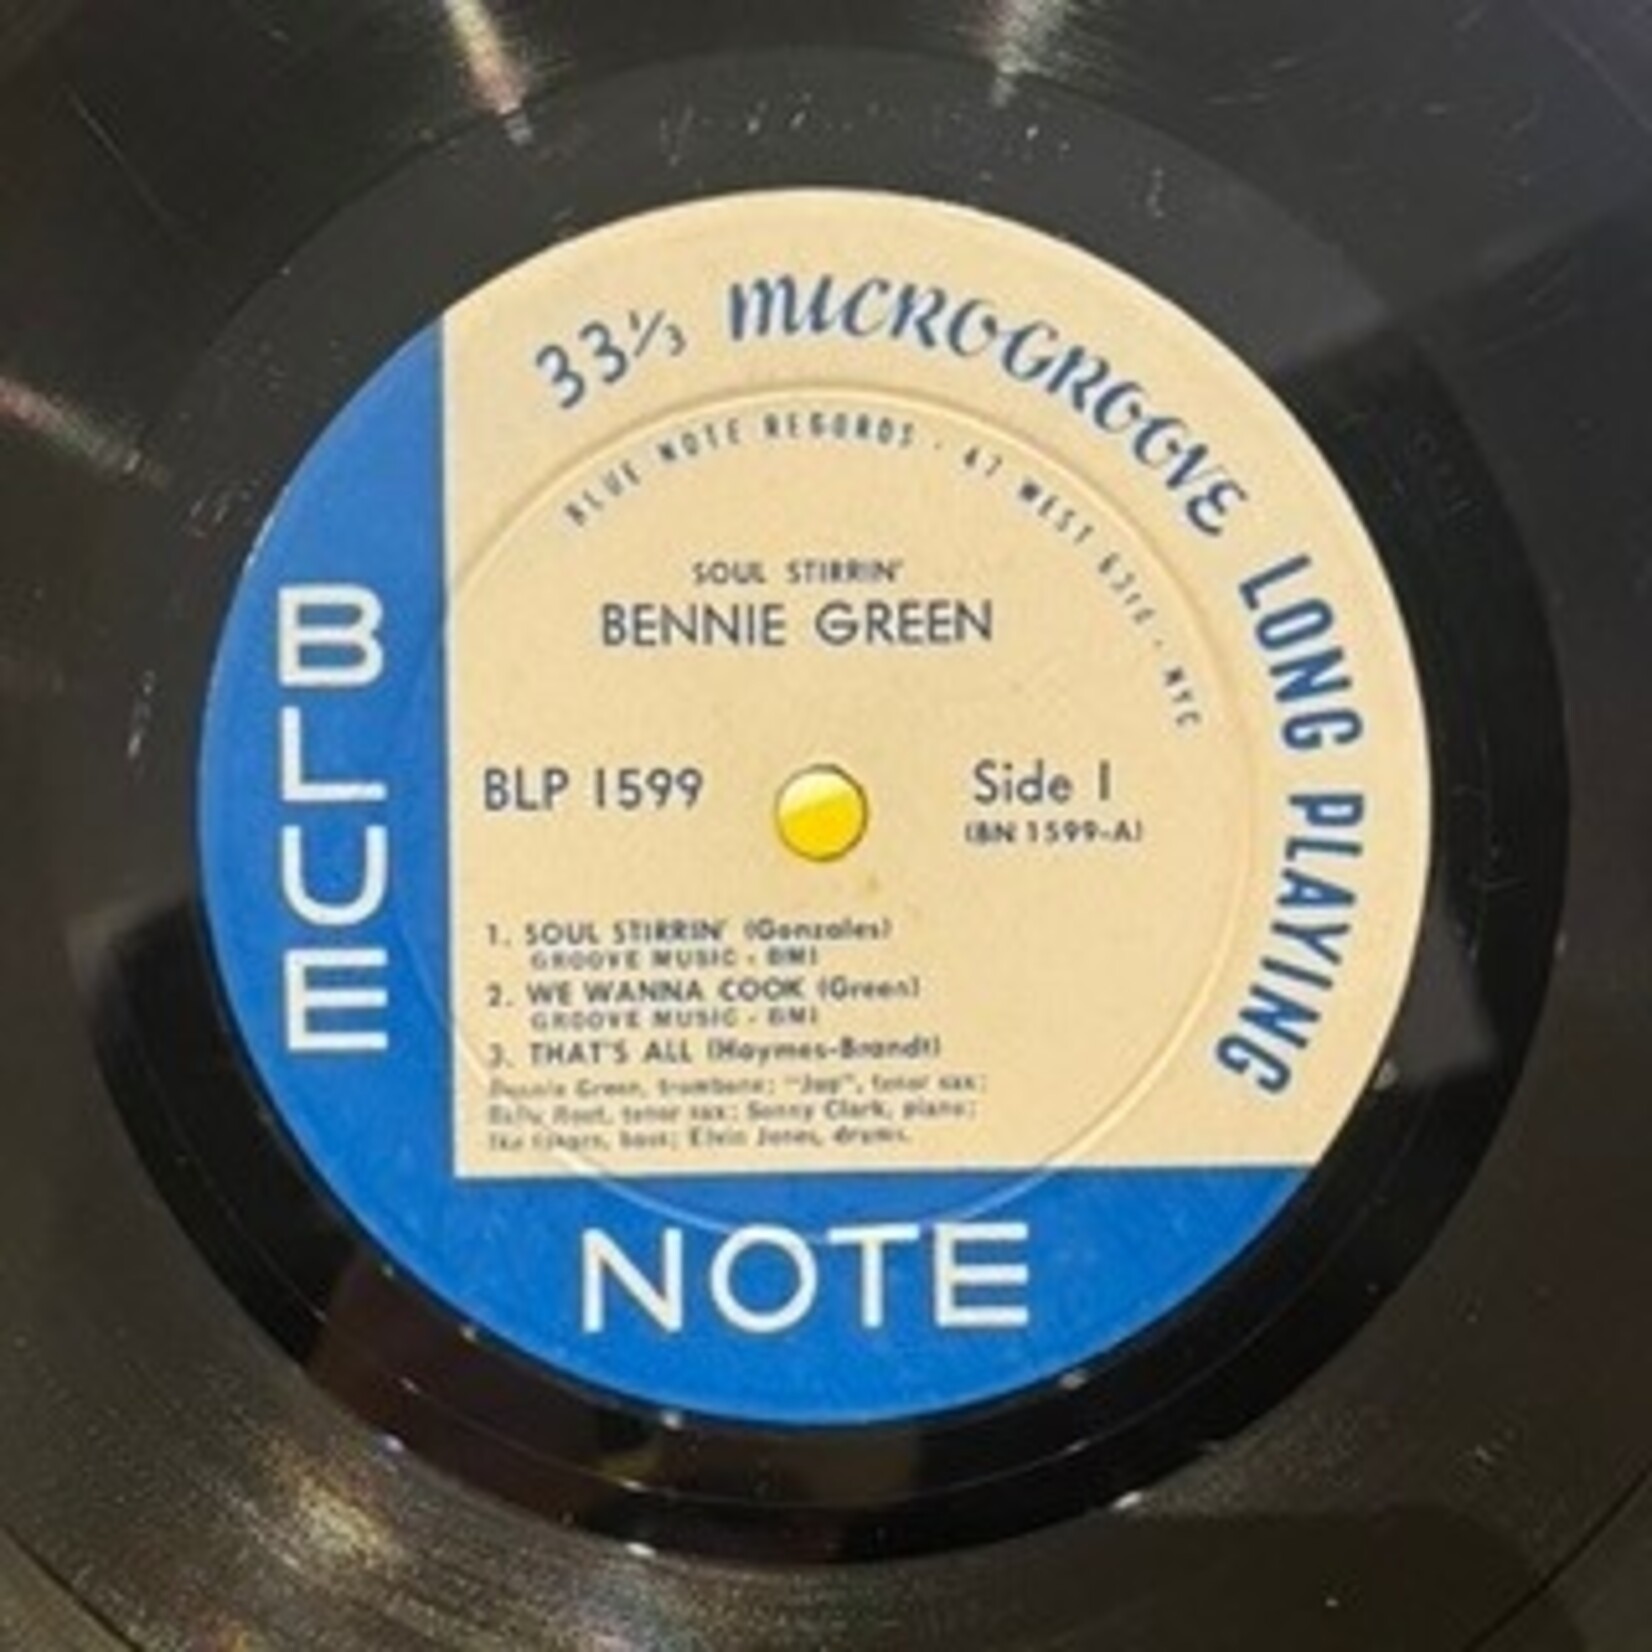 33⅓ MICROGROOVE LONG PLAYING
BLUE NOTE RECORDS · 47 WEST 63rd · NYC
SOUL STIRRIN'
BENNIE GREEN
BLP 1599
Side 1
(BN 1599-A)
1. SOUL STIRRIN' (Gonzales)
GROOVE MUSIC - BMI
2. WE WANNA COOK (Green)
GROOVE MUSIC - BMI
3. THAT'S ALL (Haymes-Brandt)
Bennie Green, trombone; "Jug", tenor sax;
Billy Root, tenor sax; Sonny Clark, piano;
Ike Isaacs, bass; Elvin Jones, drums.
BLUE
NOTE